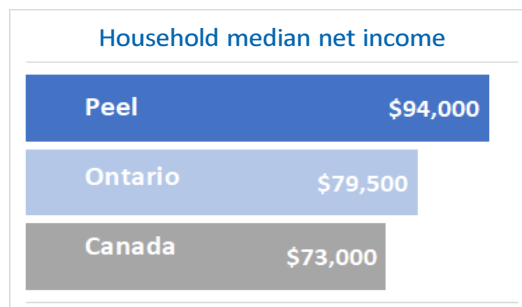 Household median net income
Peel $94,000
Ontario $79,500
Canada $73,000